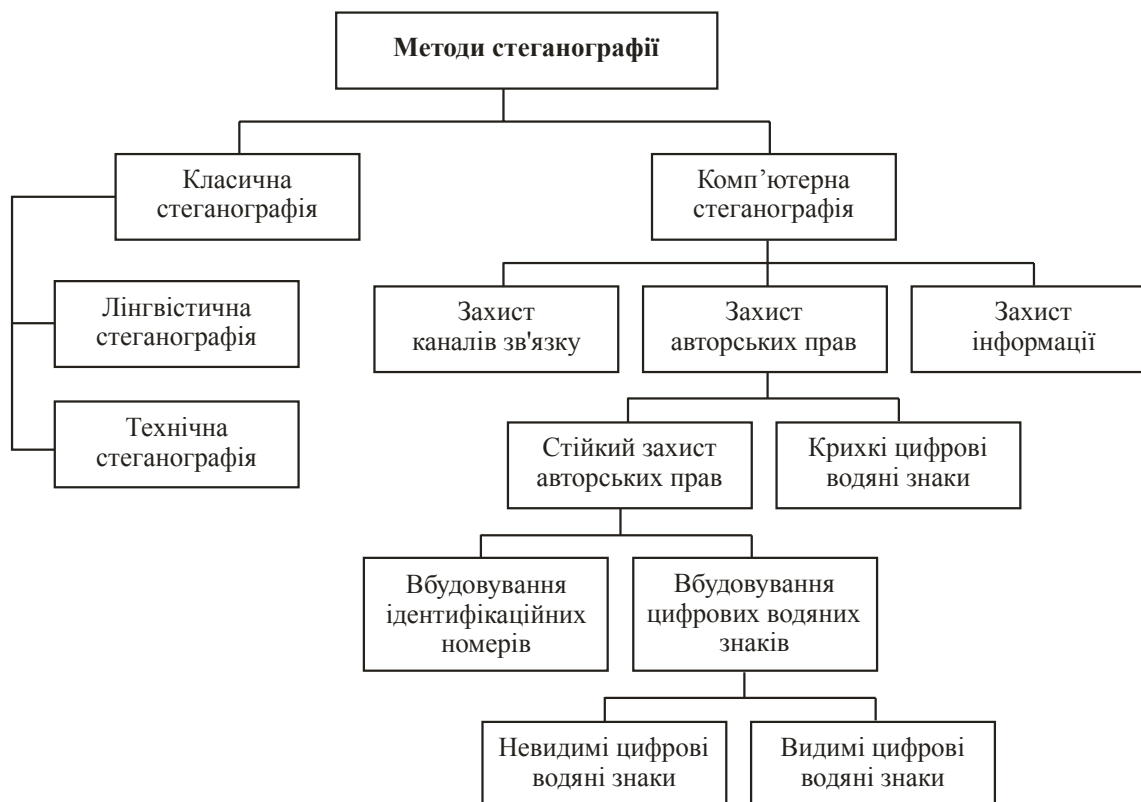 Методи стеганографії
Класична
стеганографія
Комп’ютерна
стеганографія
Лінгвістична
стеганографія
Технічна
стеганографія
Захист
каналів зв'язку
Захист
авторських прав
Захист
інформації
Стійкий захист
авторських прав
Крихкі цифрові
водяні знаки
Вбудовування
ідентифікаційних
номерів
Вбудовування
цифрових водяних
знаків
Невидимі цифрові
водяні знаки
Видимі цифрові
водяні знаки